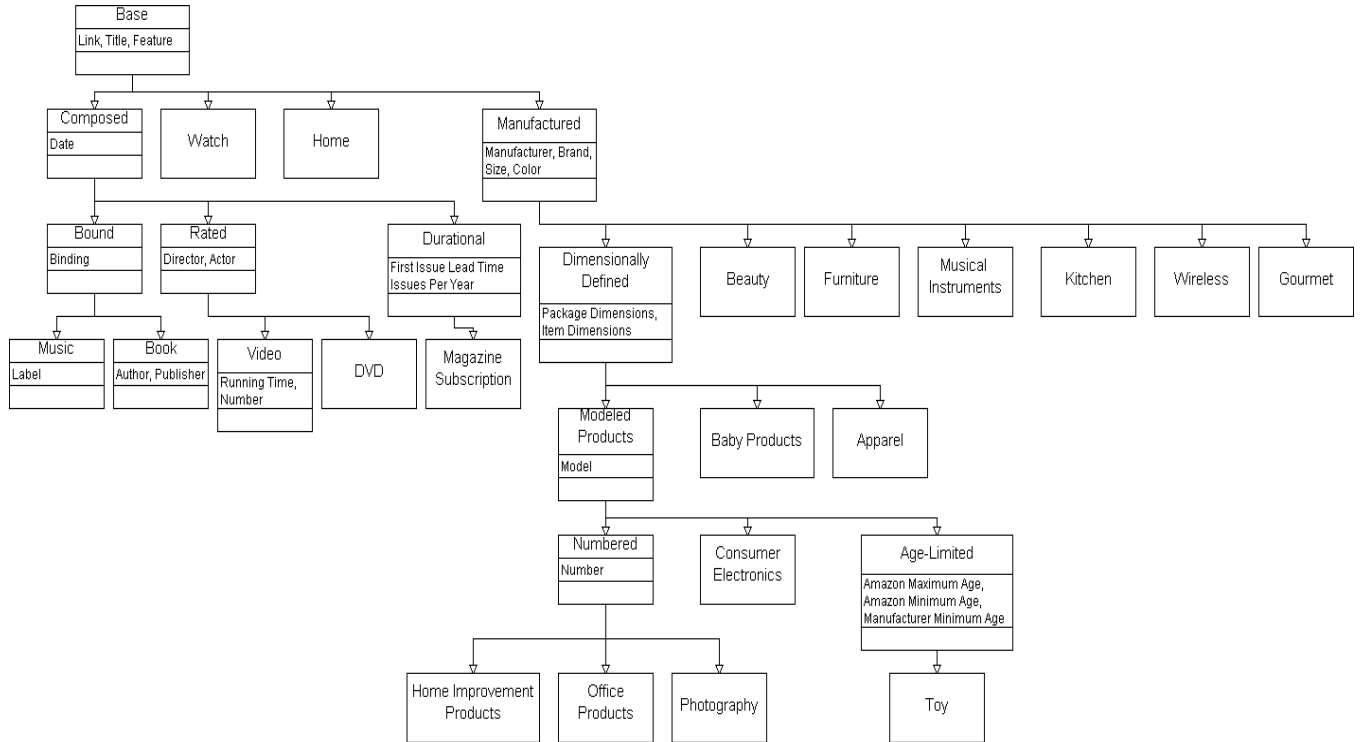 Base
Link, Title, Feature
Composed
Date
Watch
Home
Manufactured
Manufacturer, Brand,
Size, Color
Bound
Binding
Rated
Director, Actor
Durational
First Issue Lead Time
Issues Per Year
Dimensionally
Defined
Package Dimensions,
Item Dimensions
Beauty
Furniture
Musical
Instruments
Kitchen
Wireless
Gourmet
Music
Label
Book
Author, Publisher
Video
Running Time,
Number
DVD
Magazine
Subscription
Modeled
Products
Model
Baby Products
Apparel
Numbered
Number
Consumer
Electronics
Age-Limited
Amazon Maximum Age,
Amazon Minimum Age,
Manufacturer Minimum Age
Home Improvement
Products
Office
Products
Photography
Toy